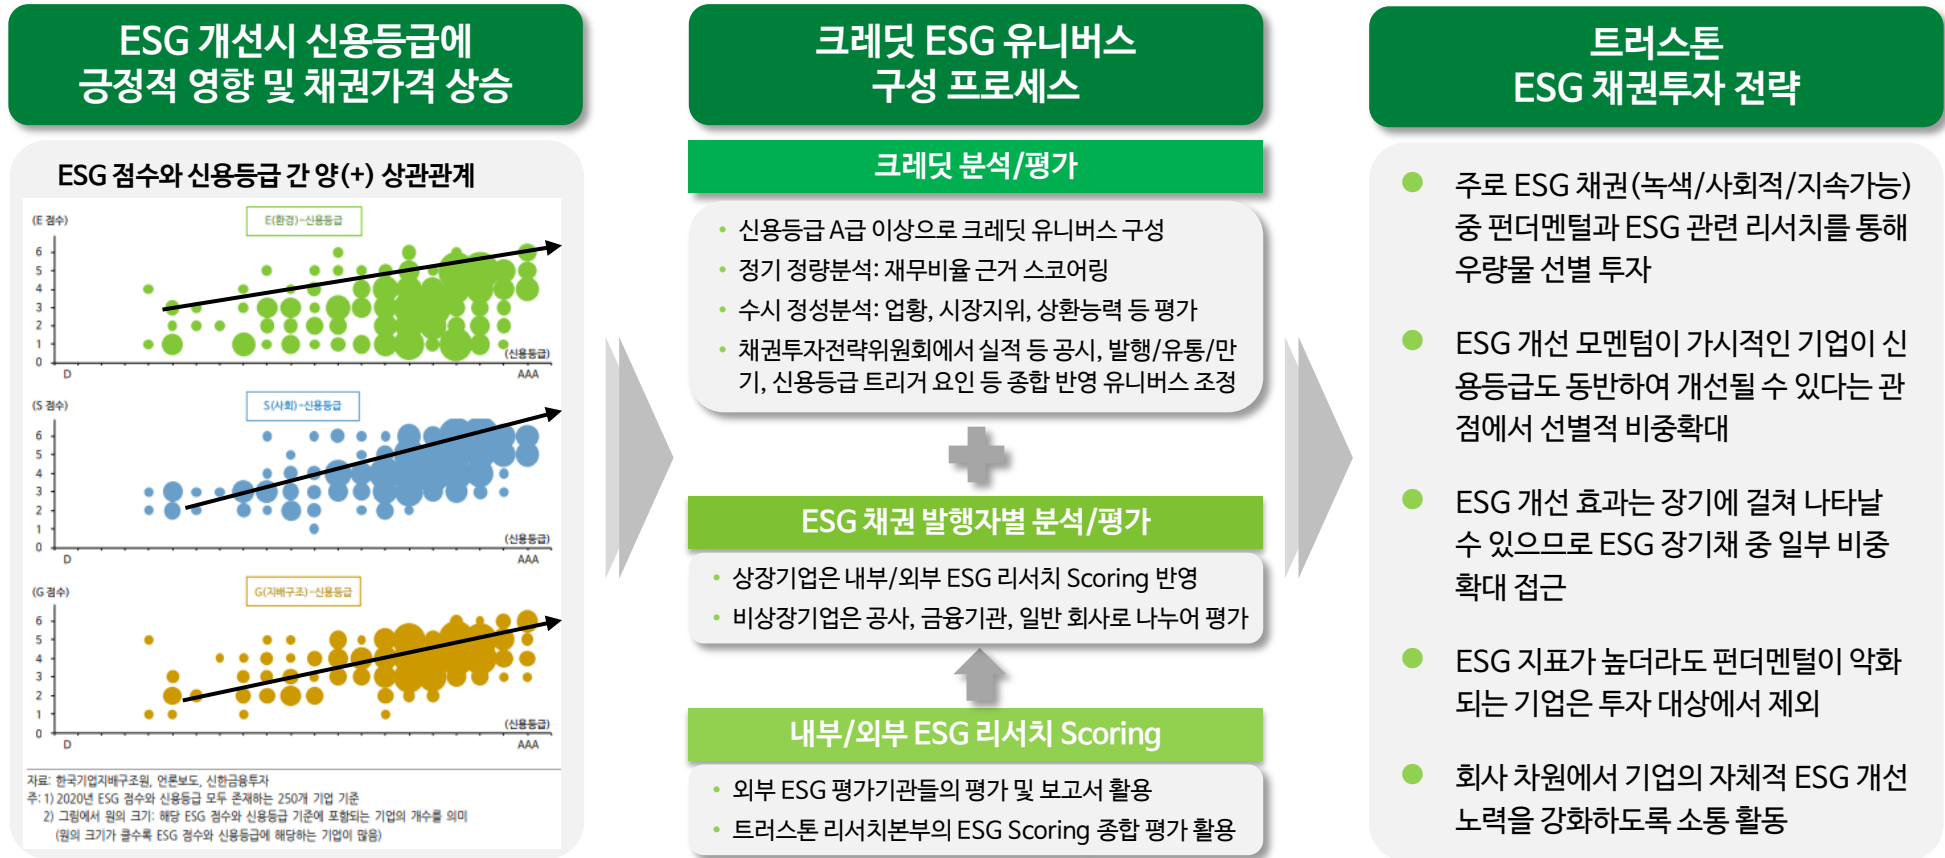 ESG 개선시 신용등급에
긍정적 영향 및 채권가격 상승
ESG 점수와 신용등급 간 양(+) 상관관계
(E 점수)
E(환경)-신용등급
6
5
4
3
2
1
0
(신용등급)
D
AAA
(S 점수)
S(사회)-신용등급
6
5
4
3
2
1
0
(신용등급)
D
AAA
(G 점수)
G(지배구조)-신용등급
6
5
4
3
2
1
0
(신용등급)
D
AAA
자료: 한국기업지배구조원, 언론보도, 신한금융투자
주: 1) 2020년 ESG 점수와 신용등급 모두 존재하는 250개 기업 기준
2) 그림에서 원의 크기: 해당 ESG 점수와 신용등급 기준에 포함되는 기업의 개수를 의미
(원의 크기가 클수록 ESG 점수와 신용등급에 해당하는 기업이 많음)
크레딧 ESG 유니버스
구성 프로세스
크레딧 분석/평가
• 신용등급 A급 이상으로 크레딧 유니버스 구성
• 정기 정량분석: 재무비율 근거 스코어링
• 수시 정성분석: 업황, 시장지위, 상환능력 등 평가
• 채권투자전략위원회에서 실적 등 공시, 발행/유통/만
기, 신용등급 트리거 요인 등 종합 반영 유니버스 조정
ESG 채권 발행자별 분석/평가
• 상장기업은 내부/외부 ESG 리서치 Scoring 반영
• 비상장기업은 공사, 금융기관, 일반 회사로 나누어 평가
내부/외부 ESG 리서치 Scoring
• 외부 ESG 평가기관들의 평가 및 보고서 활용
• 트러스톤 리서치본부의 ESG Scoring 종합 평가 활용
트러스톤
ESG 채권투자 전략
● 주로 ESG 채권(녹색/사회적/지속가능)
중 펀더멘털과 ESG 관련 리서치를 통해
우량물 선별 투자
● ESG 개선 모멘텀이 가시적인 기업이 신
용등급도 동반하여 개선될 수 있다는 관
점에서 선별적 비중확대
● ESG 개선 효과는 장기에 걸쳐 나타날
수 있으므로 ESG 장기채 중 일부 비중
확대 접근
● ESG 지표가 높더라도 펀더멘털이 악화
되는 기업은 투자 대상에서 제외
● 회사 차원에서 기업의 자체적 ESG 개선
노력을 강화하도록 소통 활동